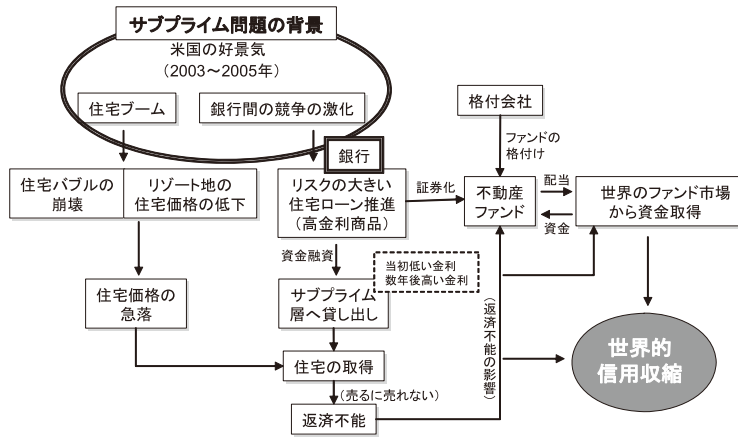 サブプライム問題の背景
米国の好景気
（2003～2005年）
住宅ブーム
銀行間の競争の激化
銀行
格付会社
ファンドの
格付け
住宅バブルの
崩壊
リゾート地の
住宅価格の低下
リスクの大きい
住宅ローン推進
（高金利商品）
証券化
不動産
ファンド
配当
資金
世界のファンド市場
から資金取得
資金融資
当初低い金利
数年後高い金利
住宅価格の
急落
サブプライム
層へ貸し出し
（返済不能の影響）
住宅の取得
（売るに売れない）
返済不能
世界的
信用収縮